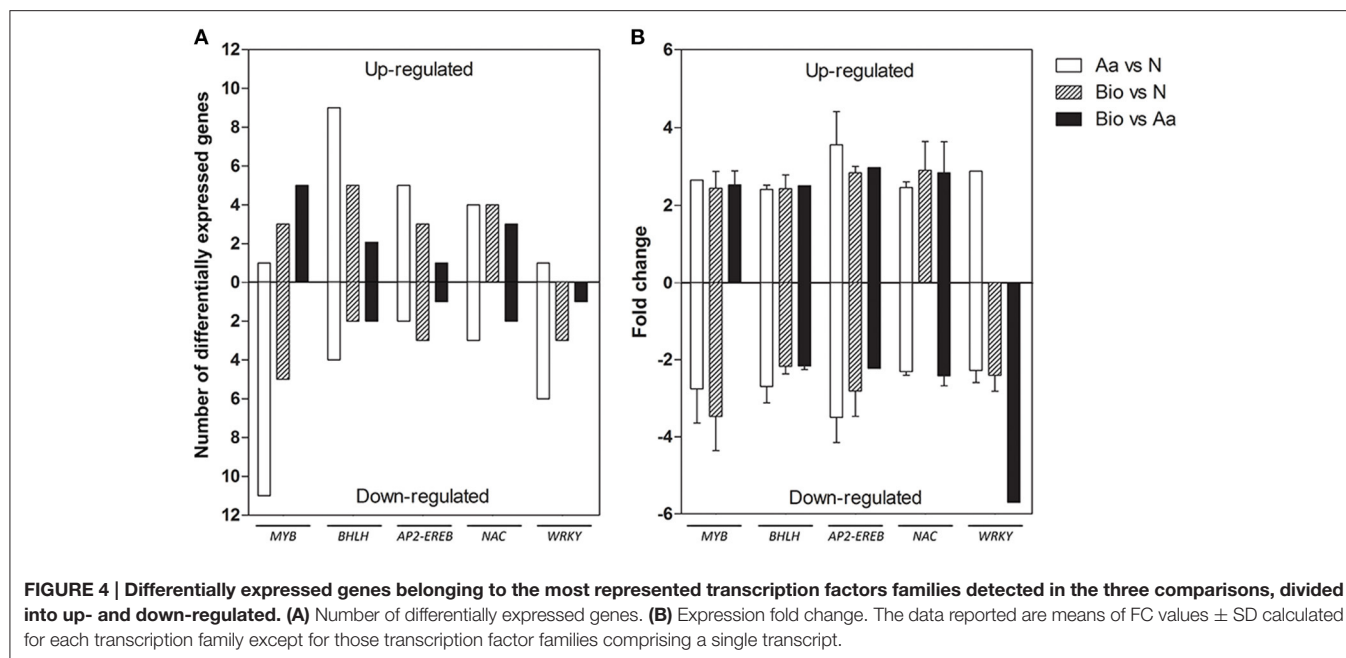 A
Number of differentially expressed genes
12
10
8
6
4
2
0
2
4
6
8
10
12
Up-regulated
Down-regulated
MYB
BHLH
AP2-EREB
NAC
WRKY
B
Fold change
6
4
2
0
-2
-4
-6
Up-regulated
Down-regulated
MYB
BHLH
AP2-EREB
NAC
WRKY
Aa vs N
Bio vs N
Bio vs Aa
FIGURE 4 | Differentially expressed genes belonging to the most represented transcription factors families detected in the three comparisons, divided
into up- and down-regulated. (A) Number of differentially expressed genes. (B) Expression fold change. The data reported are means of FC values ± SD calculated
for each transcription family except for those transcription factor families comprising a single transcript.